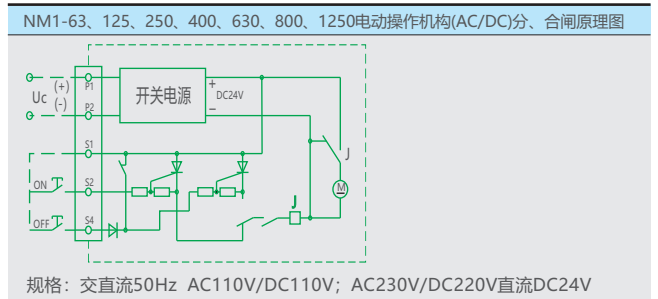 NM1-63、125、250、400、630、800、1250电动操作机构(AC/DC)分、合闸原理图
Uc
(+)
(-)
P1
P2
开关电源
+
DC24V
−
S1
J
ON
S2
M
J
OFF
S4
规格：交直流50Hz AC110V/DC110V；AC230V/DC220V直流DC24V